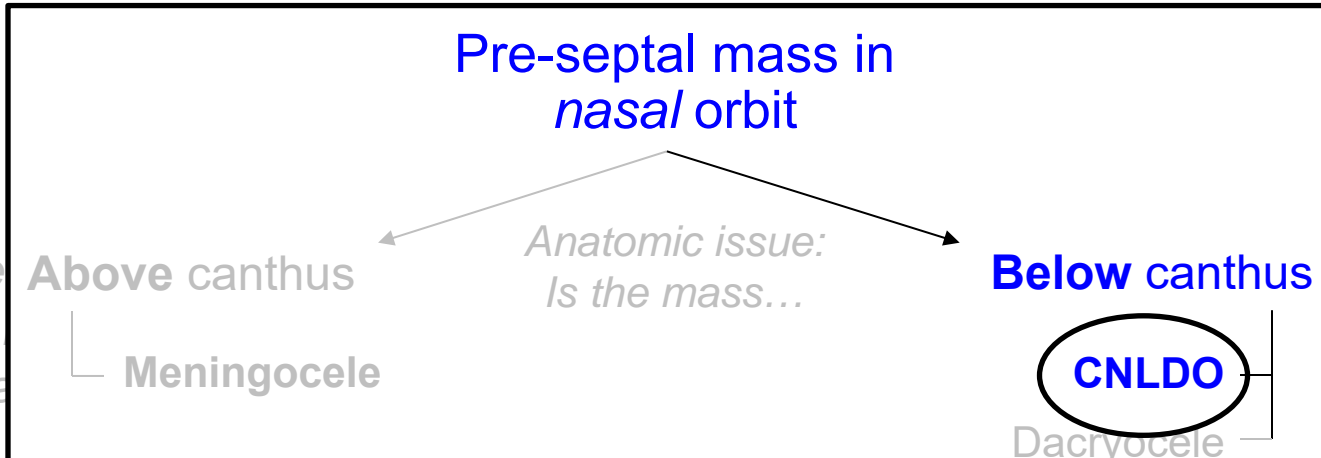 Pre-septal mass in
nasal orbit
Anatomic issue:
Is the mass…
Above canthus
Below canthus
Meningocele
CNLDO
Dacryocele